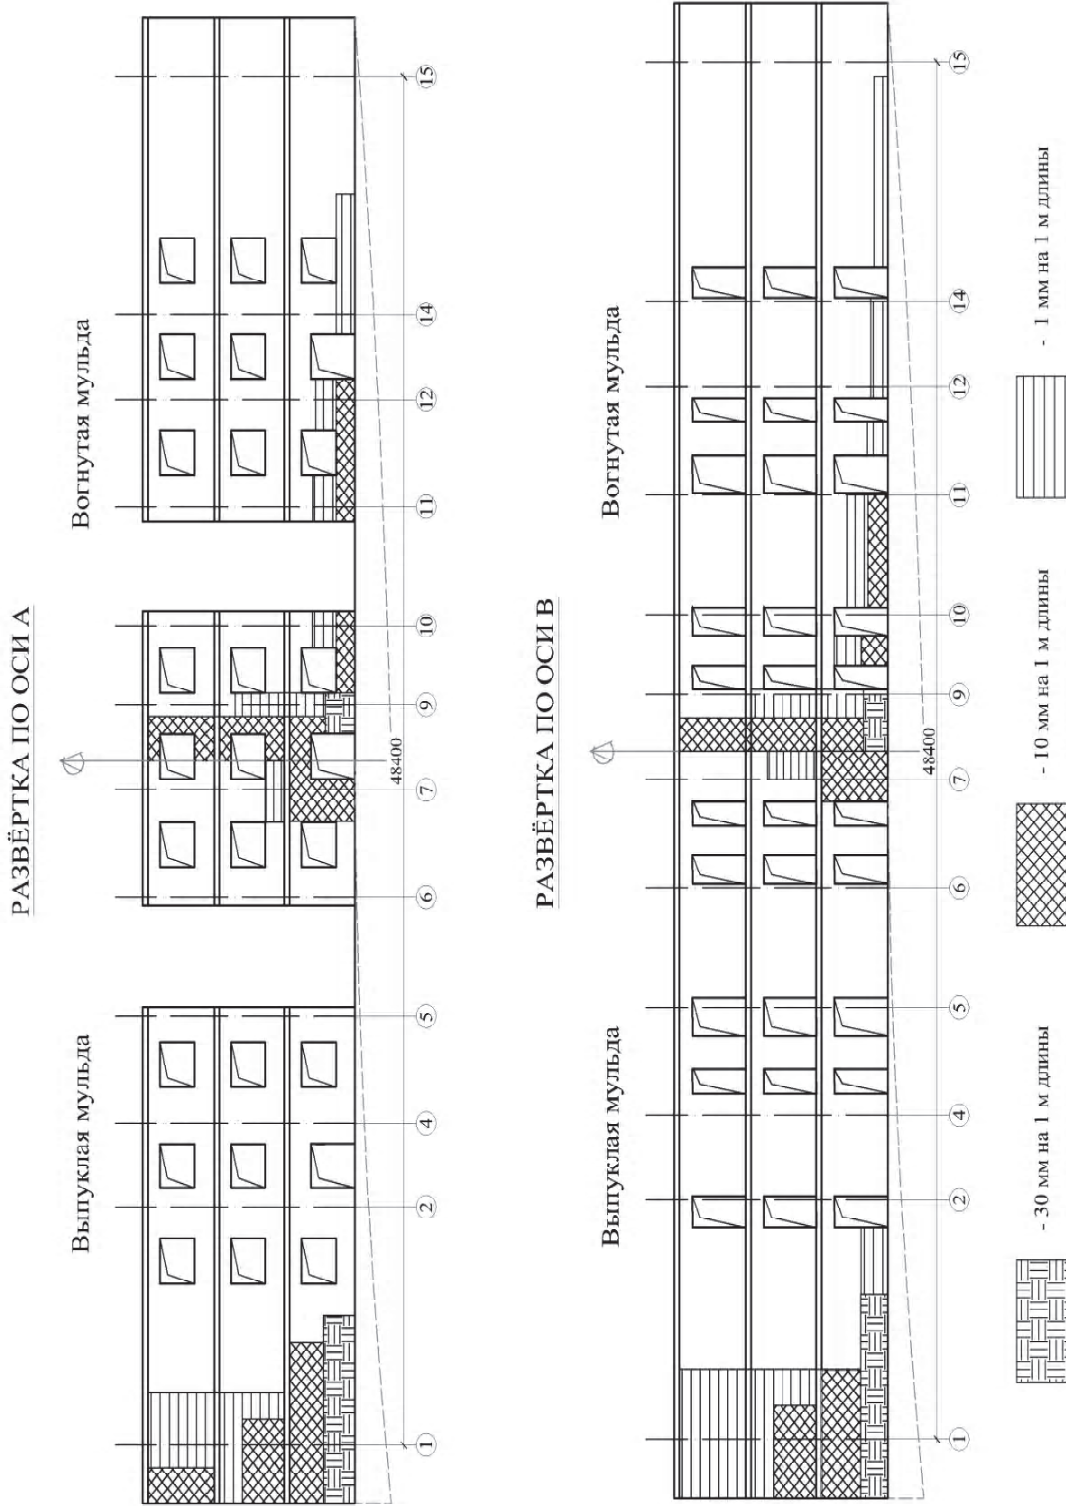 РАЗВЁРТКА ПО ОСИ А
Выпуклая мульда
Вогнутая мульда
48400
1 2 4 5 6 7 9 10 11 12 14 15
РАЗВЁРТКА ПО ОСИ В
Выпуклая мульда
Вогнутая мульда
48400
1 2 4 5 6 7 9 10 11 12 14 15
- 30 мм на 1 м длины
- 10 мм на 1 м длины
- 1 мм на 1 м длины